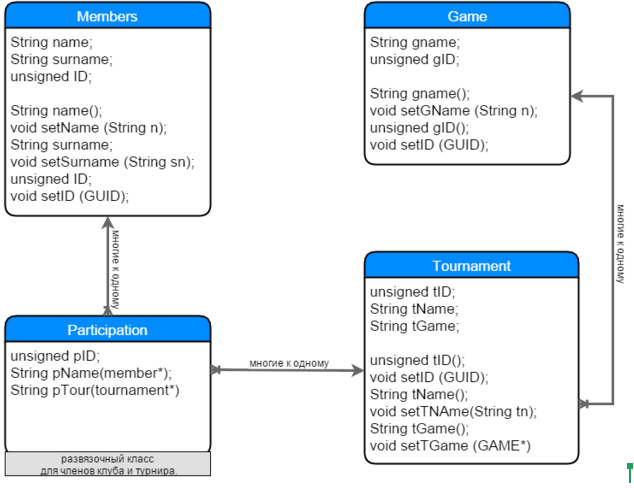 Members
String name;
String surname;
unsigned ID;
String name();
void setName (String n);
String surname;
void setSurname (String sn);
unsigned ID;
void setID (GUID);
Game
String gname;
unsigned gID;
String gname();
void setGName (String n);
unsigned gID();
void setID (GUID);
многие к одному
многие к одному
Participation
unsigned pID;
String pName(member*);
String pTour(tournament*)
развязочный класс
для членов клуба и турнира.
многие к одному
Tournament
unsigned tID;
String tName;
String tGame;
unsigned tID();
void setID (GUID);
String tName();
void setTNAme(String tn);
String tGame();
void setTGame (GAME*)